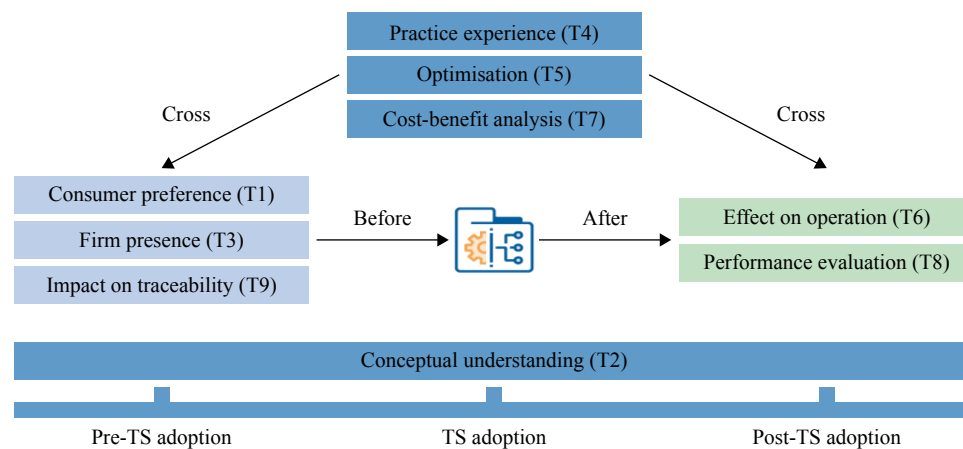 Practice experience (T4)
Optimisation (T5)
Cost-benefit analysis (T7)
Cross
Cross
Consumer preference (T1)
Firm presence (T3)
Impact on traceability (T9)
Before
After
Effect on operation (T6)
Performance evaluation (T8)
Conceptual understanding (T2)
Pre-TS adoption
TS adoption
Post-TS adoption